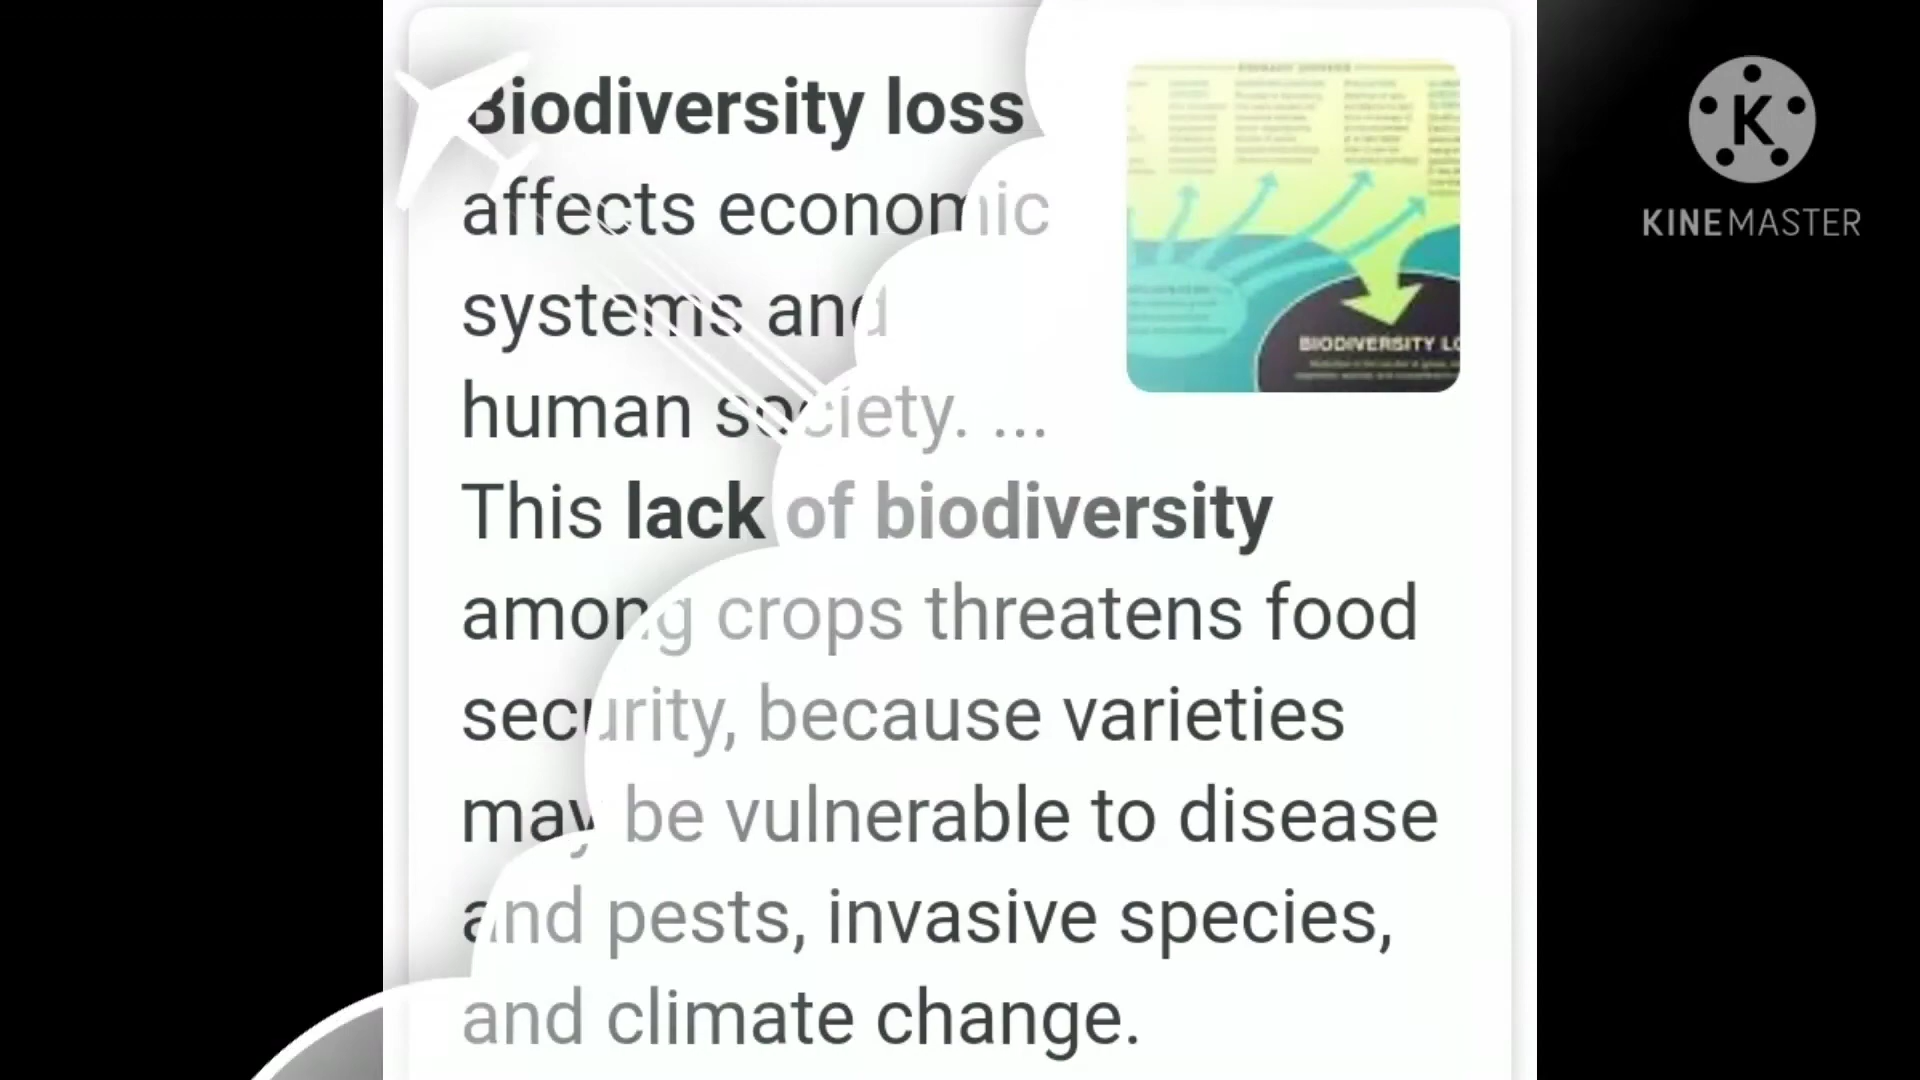 Biodiversity loss
affects economic
systems and
human society. ...
This lack of biodiversity
among crops threatens food
security, because varieties
may be vulnerable to disease
and pests, invasive species,
and climate change.
BIODIVERSITY LO
K
KINEMASTER